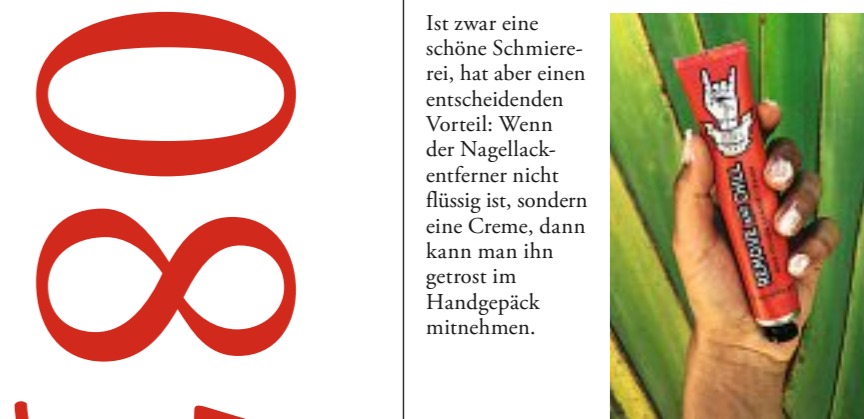 80
Ist zwar eine
schöne Schmiere-
rei, hat aber einen
entscheidenden
Vorteil: Wenn
der Nagellack-
entferner nicht
flüssig ist, sondern
eine Creme, dann
kann man ihn
getrost im
Handgepäck
mitnehmen.
REMOVE AND CHILL